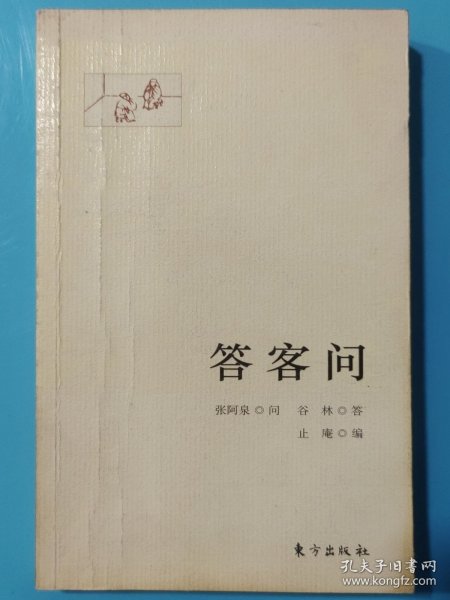 答客问
张阿泉◎问 谷林◎答
止庵◎编
东方出版社
孔夫子旧书网
www.kongfz.com